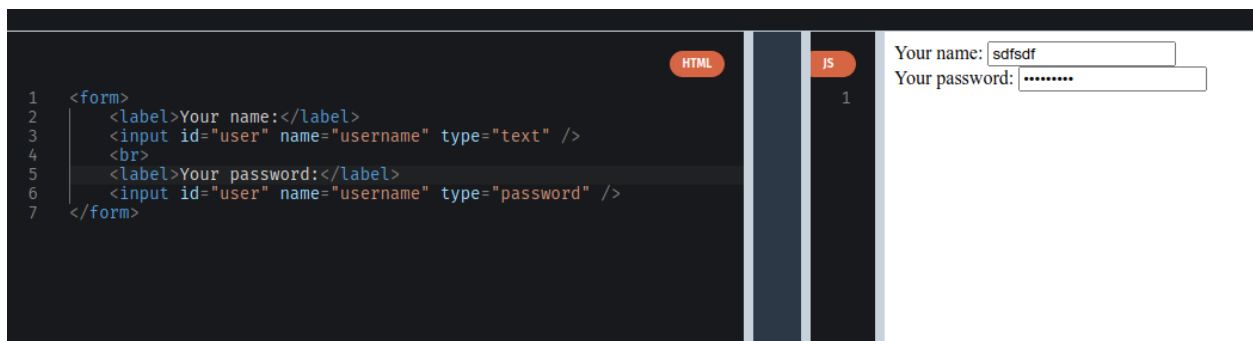 HTML
1 <form>
2 <label>Your name:</label>
3 <input id="user" name="username" type="text" />
4 <br>
5 <label>Your password:</label>
6 <input id="user" name="username" type="password" />
7 </form>
JS
1
Your name: sdfsdf
Your password: •••••••••